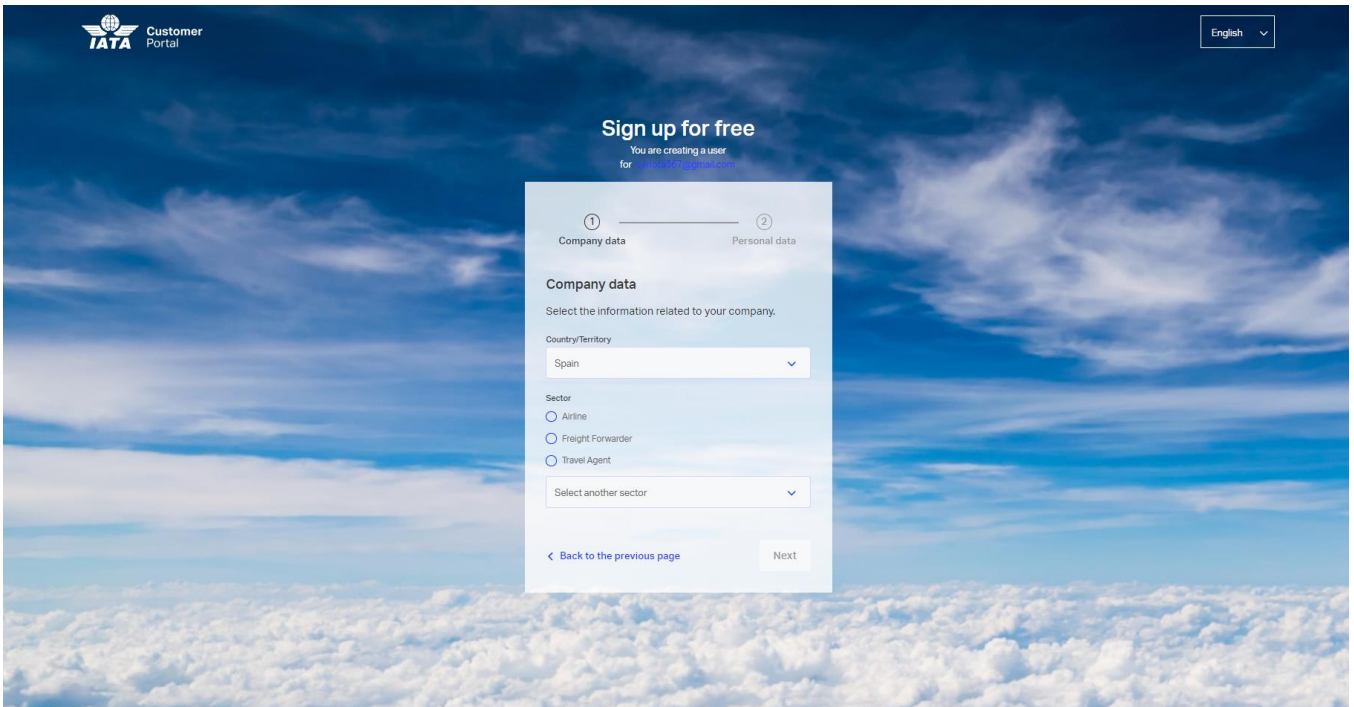 IATA
Customer
Portal
English
Sign up for free
You are creating a user
for
Company data
Personal data
1
2
Company data
Select the information related to your company.
Country/Territory
Spain
Sector
Airline
Freight Forwarder
Travel Agent
Select another sector
Back to the previous page
Next